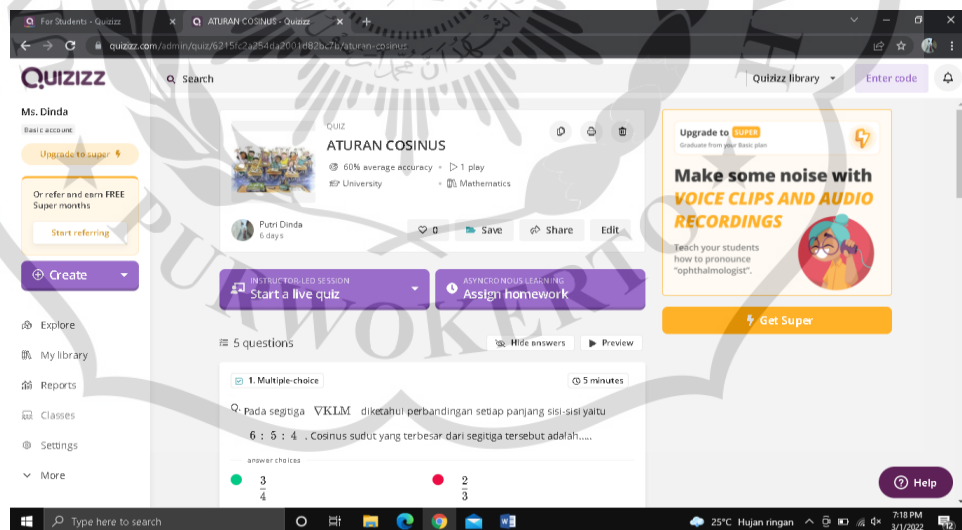 For Students - Quizizz
ATURAN COSINUS - Quizizz
quizizz.com/admin/quiz/6215fc2a254da2001d82bc7b/aturan-cosinus
QUIZIZZ
Search
Quizizz library
Enter code
Ms. Dinda
Basic account
Upgrade to super
Or refer and earn FREE
Super months
Start referring
Create
Explore
My library
Reports
Classes
Settings
More
QUIZ
ATURAN COSINUS
60% average accuracy
1 play
University
Mathematics
Putri Dinda
6 days
0
Save
Share
Edit
INSTRUCTOR-LED SESSION
Start a live quiz
ASYNCRONOUS LEARNING
Assign homework
5 questions
Hide answers
Preview
1. Multiple-choice
5 minutes
Q. Pada segitiga ∇KLM diketahui perbandingan setiap panjang sisi-sisi yaitu
6 : 5 : 4 . Cosinus sudut yang terbesar dari segitiga tersebut adalah.....
answer choices
3/4
2/3
Upgrade to SUPER
Graduate from your Basic plan
Make some noise with
VOICE CLIPS AND AUDIO
RECORDINGS
Teach your students
how to pronounce
"ophthalmologist".
Get Super
Help
Type here to search
25°C Hujan ringan
7:18 PM
3/1/2022
12
PURWOKERTO